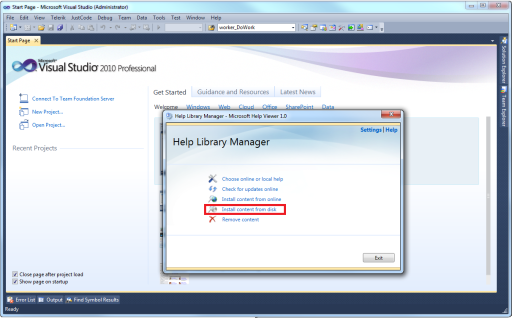 Start Page - Microsoft Visual Studio (Administrator)
File Edit View Telerik JustCode Debug Team Data Tools Test Window Help
worker_DoWork
Start Page
Microsoft
Visual Studio 2010 Professional
Connect To Team Foundation Server
New Project...
Open Project...
Recent Projects
Get Started Guidance and Resources Latest News
Welcome Windows Web Cloud Office SharePoint Data
Help Library Manager - Microsoft Help Viewer 1.0
Settings | Help
Help Library Manager
Choose online or local help
Check for updates online
Install content from online
Install content from disk
Remove content
Exit
Close page after project load
Show page on startup
Solution Explorer
Team Explorer
Error List Output Find Symbol Results
Ready